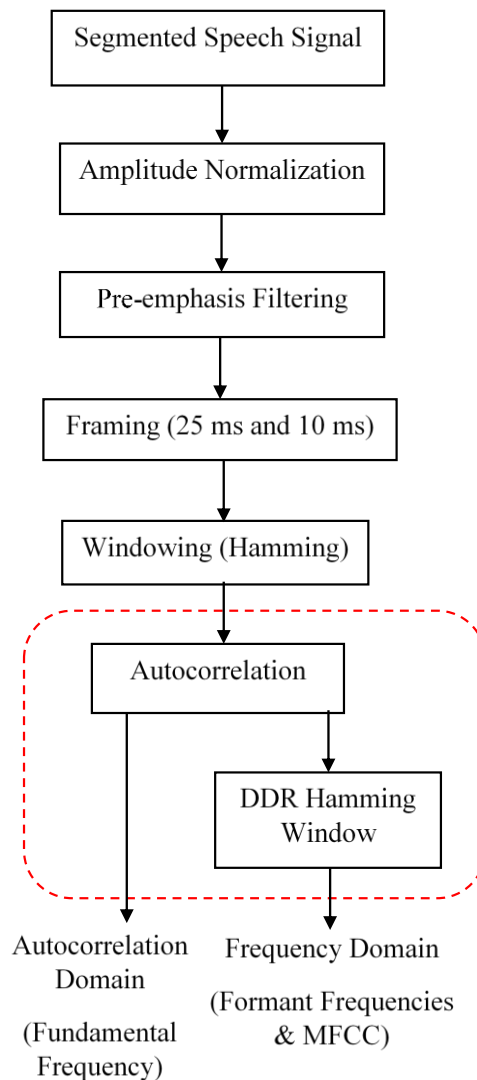 Segmented Speech Signal
Amplitude Normalization
Pre-emphasis Filtering
Framing (25 ms and 10 ms)
Windowing (Hamming)
Autocorrelation
DDR Hamming
Window
Autocorrelation
Domain
(Fundamental
Frequency)
Frequency Domain
(Formant Frequencies
& MFCC)